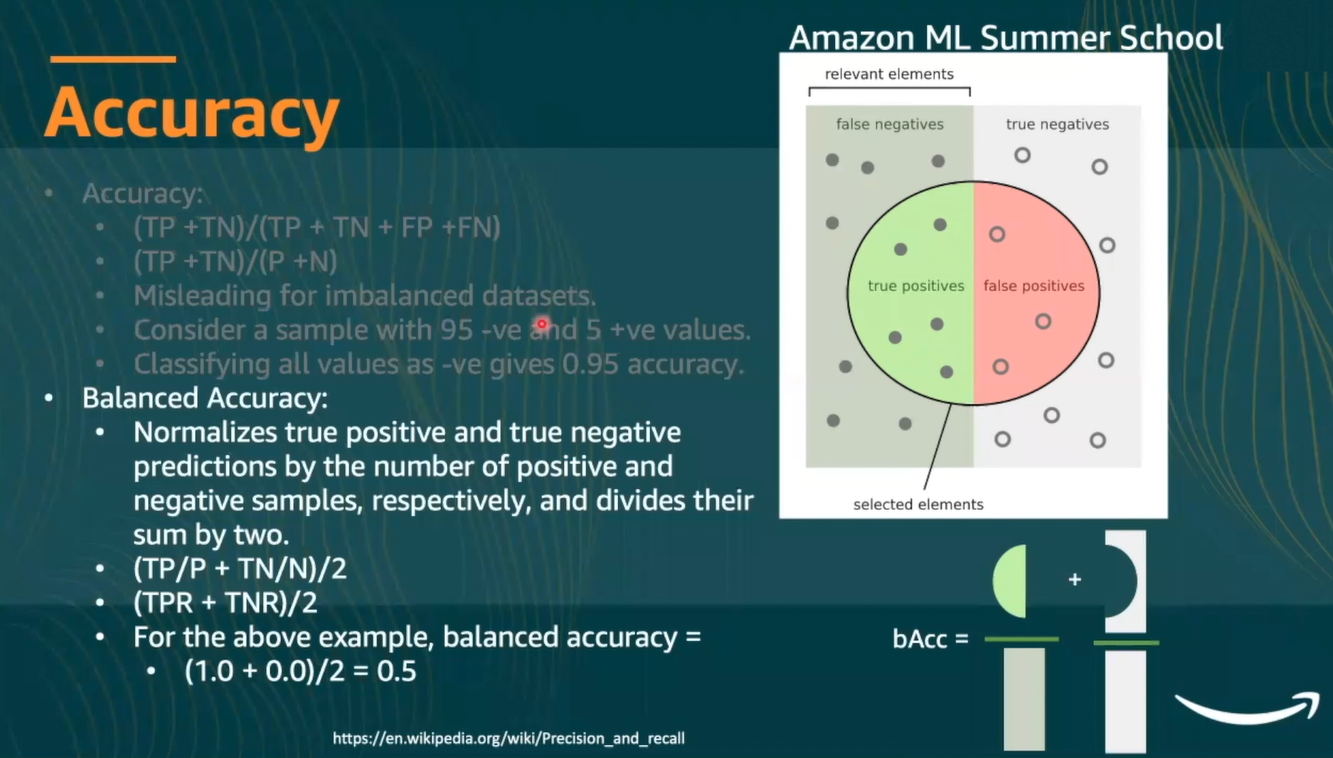 Amazon ML Summer School
Accuracy
• Accuracy:
• (TP +TN)/(TP + TN + FP +FN)
• (TP +TN)/(P +N)
• Misleading for imbalanced datasets.
• Consider a sample with 95 -ve and 5 +ve values.
• Classifying all values as -ve gives 0.95 accuracy.
• Balanced Accuracy:
• Normalizes true positive and true negative
predictions by the number of positive and
negative samples, respectively, and divides their
sum by two.
• (TP/P + TN/N)/2
• (TPR + TNR)/2
• For the above example, balanced accuracy =
• (1.0 + 0.0)/2 = 0.5
https://en.wikipedia.org/wiki/Precision_and_recall
relevant elements
false negatives
true negatives
true positives
false positives
selected elements
bAcc =
+